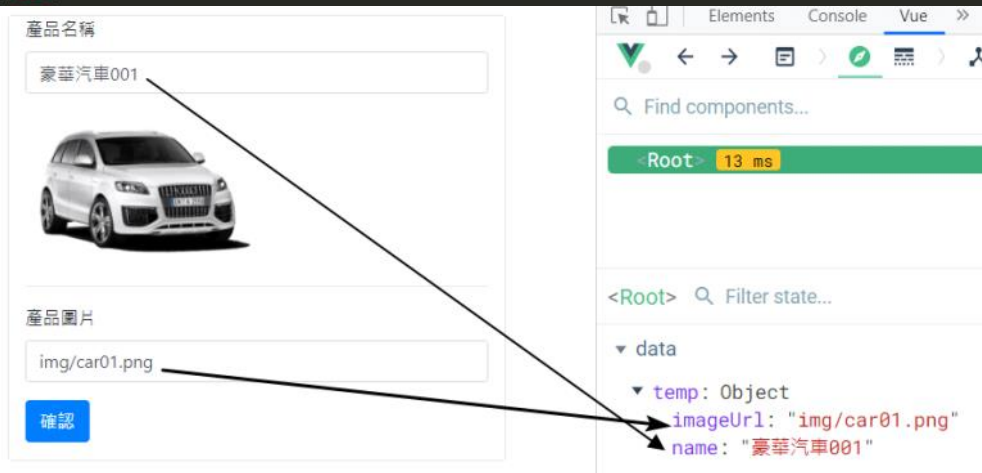 產品名稱
豪華汽車001
產品圖片
img/car01.png
確認
Elements Console Vue »
Find components...
<Root> 13 ms
<Root> Filter state...
data
temp: Object
imageUrl: "img/car01.png"
name: "豪華汽車001"